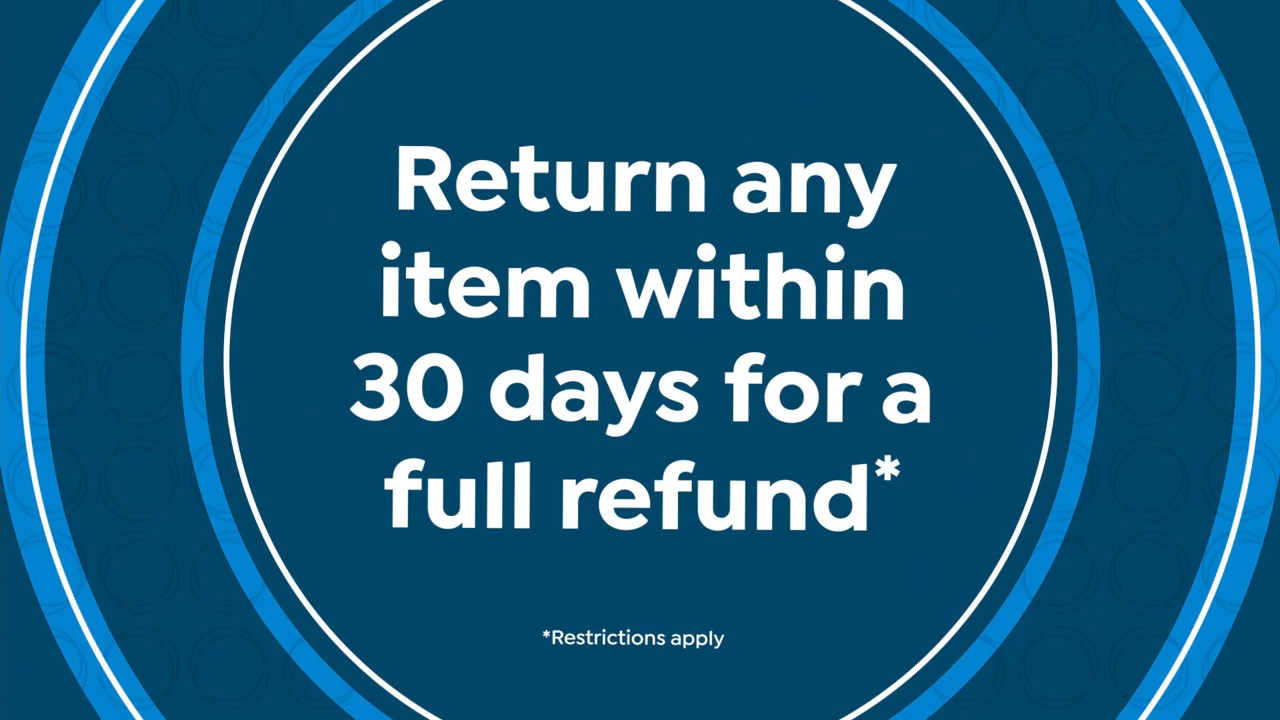 Return any
item within
30 days for a
full refund*
*Restrictions apply